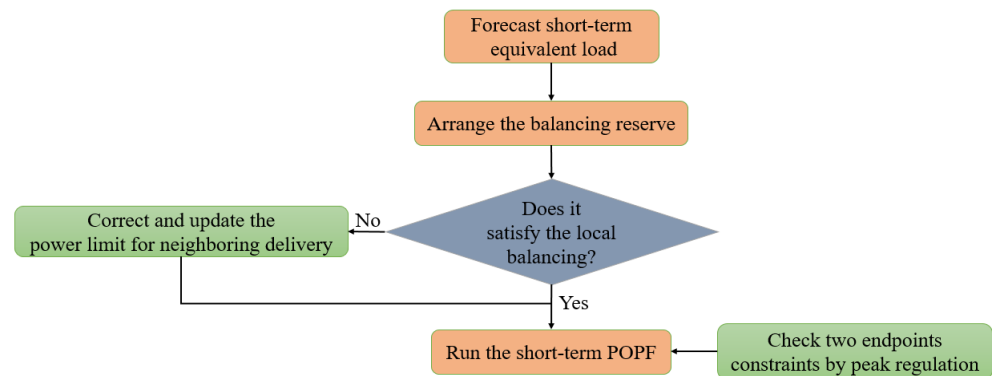 Forecast short-term
equivalent load
Arrange the balancing reserve
Does it
satisfy the local
balancing?
No
Correct and update the
power limit for neighboring delivery
Yes
Run the short-term POPF
Check two endpoints
constraints by peak regulation